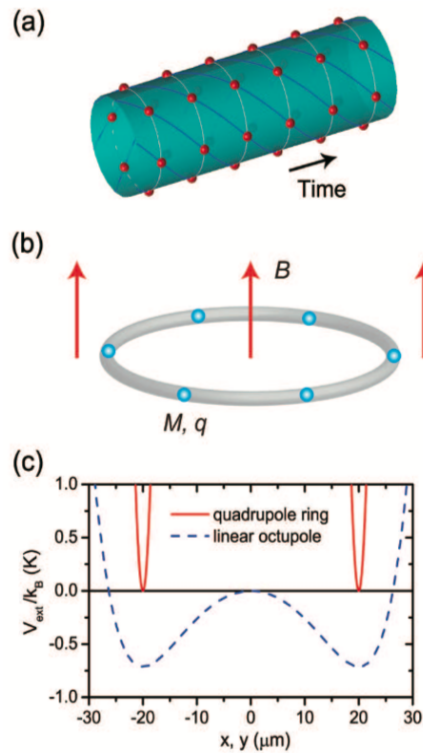 (a)
Time
(b)
B
M, q
(c)
1.0
0.5
0.0
-0.5
-1.0
V_ext/k_B (K)
quadrupole ring
linear octupole
-30 -20 -10 0 10 20 30
x, y (μm)